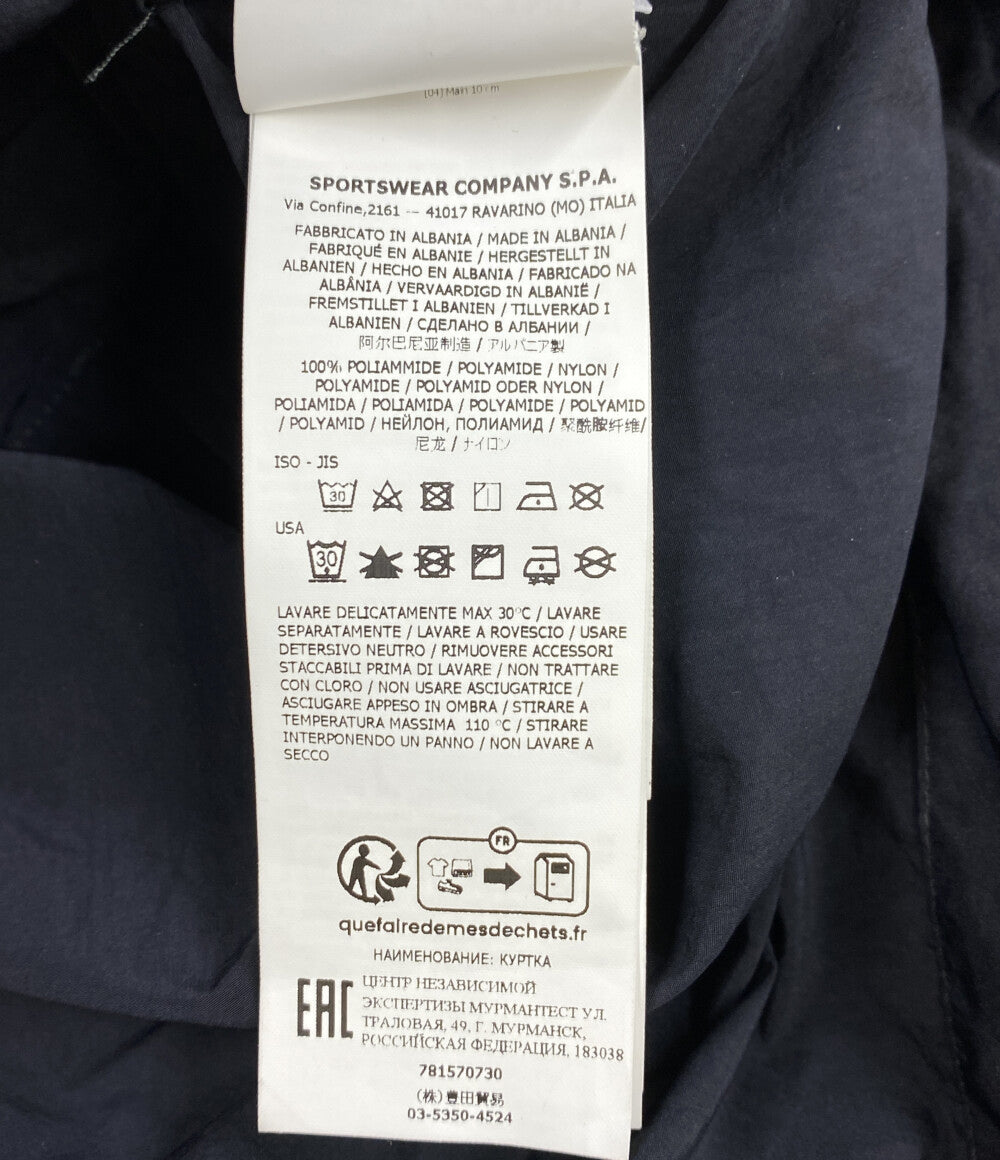 SPORTSWEAR COMPANY S.P.A.
Via Confine,2161 -- 41017 RAVARINO (MO) ITALIA
FABBRICATO IN ALBANIA / MADE IN ALBANIA /
FABRIQUÉ EN ALBANIE / HERGESTELLT IN
ALBANIEN / HECHO EN ALBANIA / FABRICADO NA
ALBÂNIA / VERVAARDIGD IN ALBANIË /
FREMSTILLET I ALBANIEN / TILLVERKAD I
ALBANIEN / СДЕЛАНО В АЛБАНИИ /
阿尔巴尼亚制造 / アルバニア製
100% POLIAMMIDE / POLYAMIDE / NYLON /
POLYAMIDE / POLYAMID ODER NYLON /
POLIAMIDA / POLIAMIDA / POLYAMIDE / POLYAMID
/ POLYAMID / НЕЙЛОН, ПОЛИАМИД / 聚酰胺纤维/
尼龙 / ナイロン
ISO - JIS
30
USA
30
LAVARE DELICATAMENTE MAX 30°C / LAVARE
SEPARATAMENTE / LAVARE A ROVESCIO / USARE
DETERSIVO NEUTRO / RIMUOVERE ACCESSORI
STACCABILI PRIMA DI LAVARE / NON TRATTARE
CON CLORO / NON USARE ASCIUGATRICE /
ASCIUGARE APPESO IN OMBRA / STIRARE A
TEMPERATURA MASSIMA 110 °C / STIRARE
INTERPONENDO UN PANNO / NON LAVARE A
SECCO
FR
quefairedemesdechets.fr
НАИМЕНОВАНИЕ: КУРТКА
EAC
ЦЕНТР НЕЗАВИСИМОЙ
ЭКСПЕРТИЗЫ МУРМАНТЕСТ УЛ.
ТРАЛОВАЯ, 49, Г. МУРМАНСК,
РОССИЙСКАЯ ФЕДЕРАЦИЯ, 183038
781570730
(株)豊田貿易
03-5350-4524